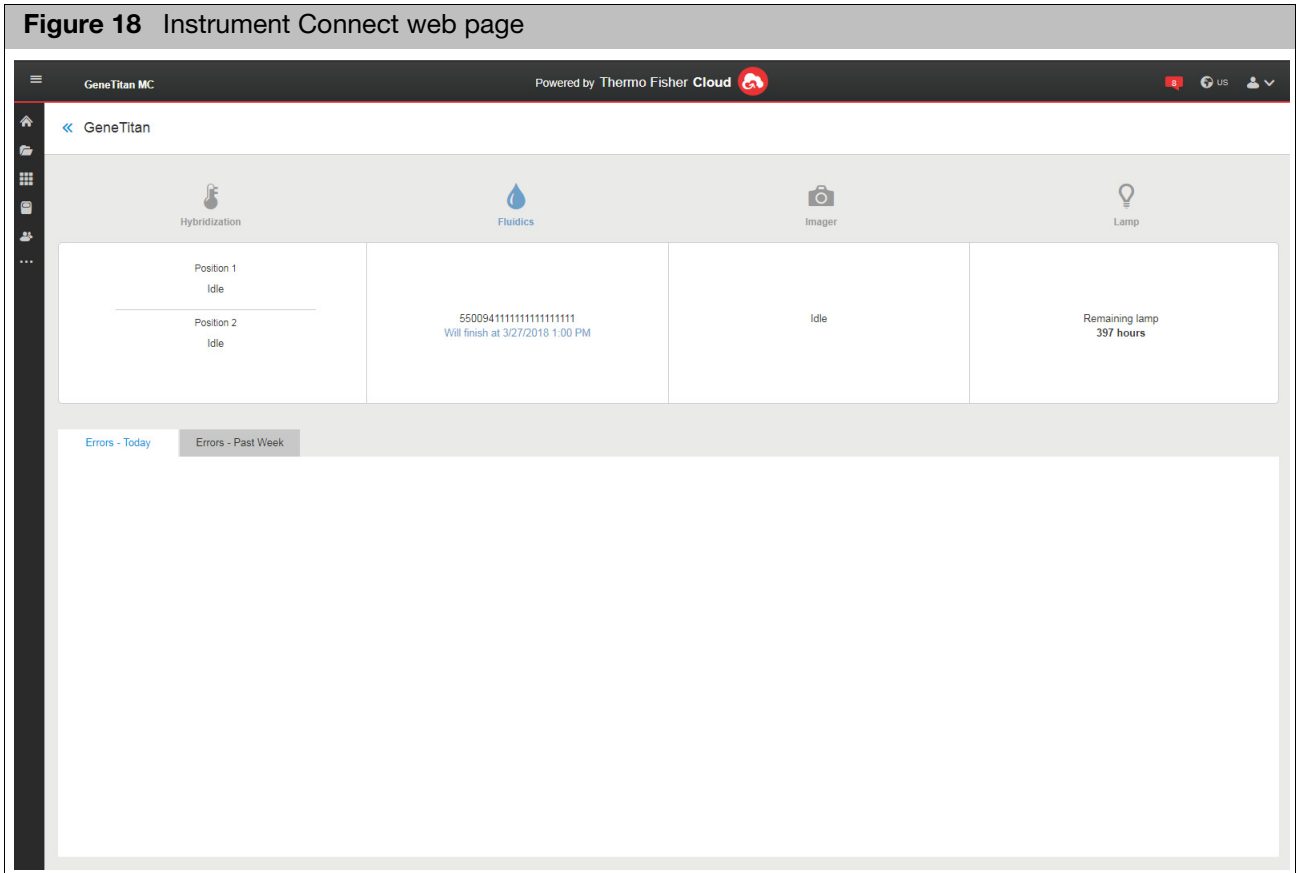 Figure 18 Instrument Connect web page
GeneTitan MC
Powered by Thermo Fisher Cloud
8
US
GeneTitan
Hybridization
Fluidics
Imager
Lamp
Position 1
Idle
Position 2
Idle
5500941111111111111111
Will finish at 3/27/2018 1:00 PM
Idle
Remaining lamp
397 hours
Errors - Today
Errors - Past Week